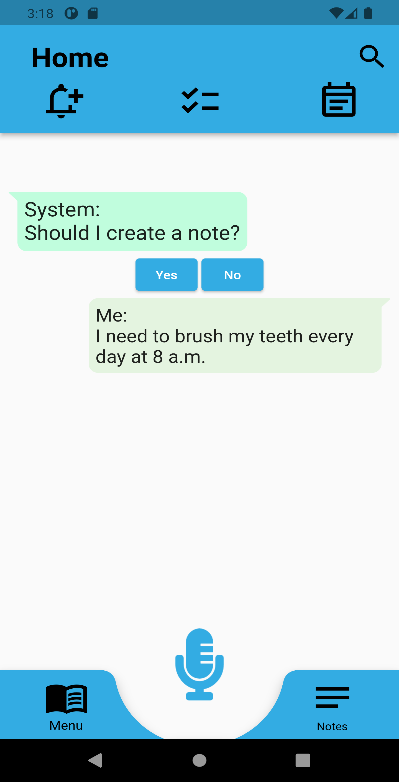 3:18
Home
System:
Should I create a note?
Yes
No
Me:
I need to brush my teeth every
day at 8 a.m.
Menu
Notes